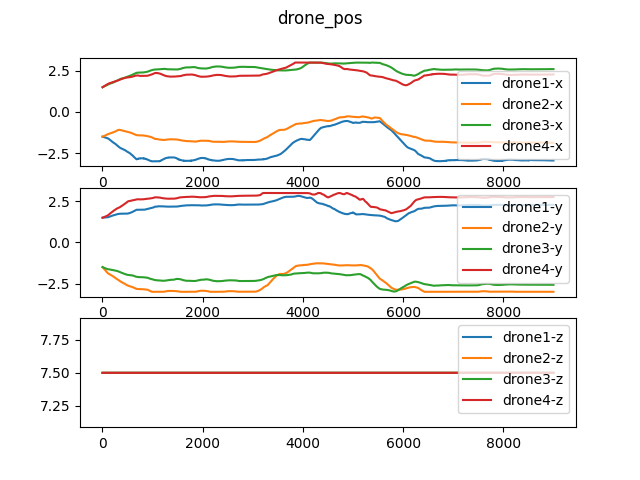 drone_pos
2.5
0.0
−2.5
drone1-x
drone2-x
drone3-x
drone4-x
0 2000 4000 6000 8000
2.5
0.0
−2.5
drone1-y
drone2-y
drone3-y
drone4-y
0 2000 4000 6000 8000
7.75
7.50
7.25
drone1-z
drone2-z
drone3-z
drone4-z
0 2000 4000 6000 8000